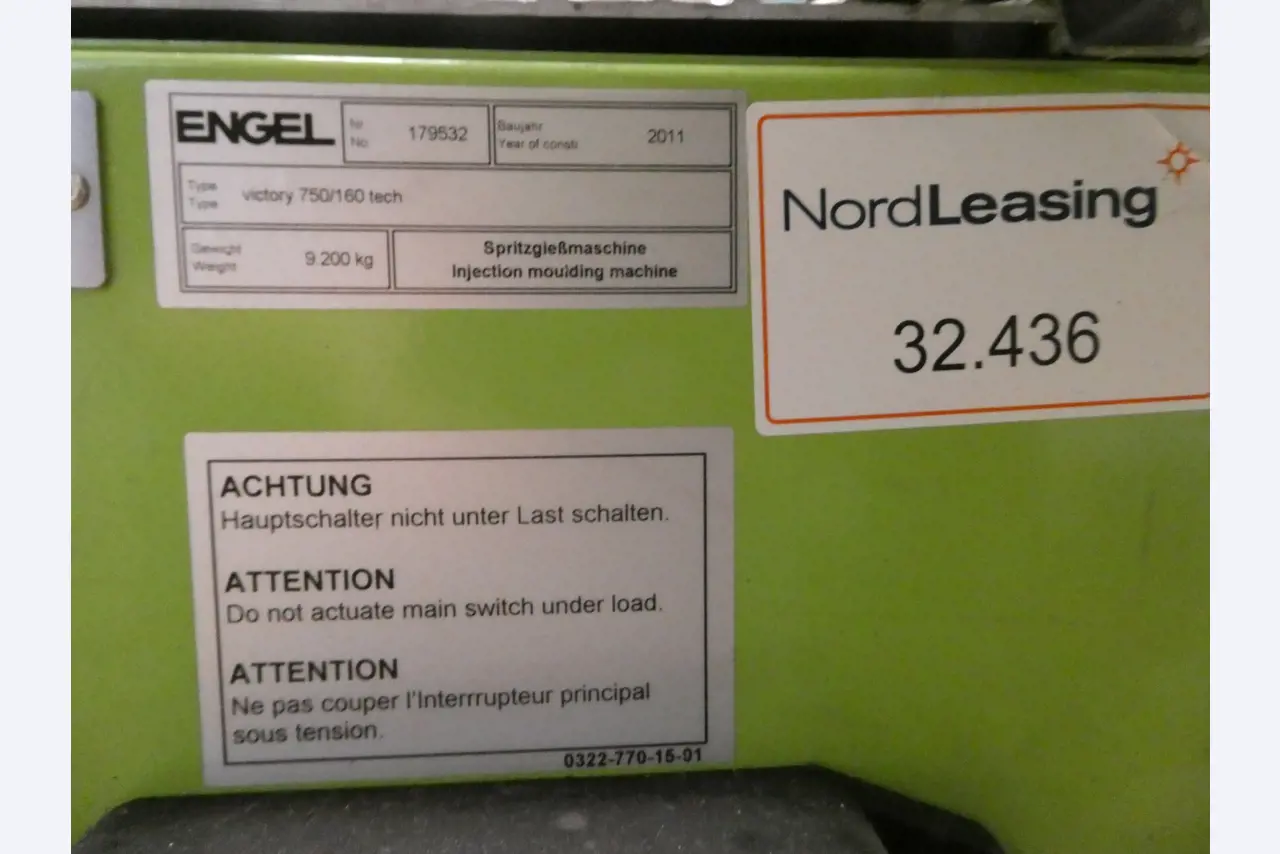 ENGEL
Nr
No
179532
Baujahr
Year of constr
2011
Type
Type
victory 750/160 tech
Gewicht
Weight
9.200 kg
Spritzgießmaschine
Injection moulding machine
NordLeasing
32.436
ACHTUNG
Hauptschalter nicht unter Last schalten.
ATTENTION
Do not actuate main switch under load.
ATTENTION
Ne pas couper l'Interrrupteur principal
sous tension.
0322-770-15-01